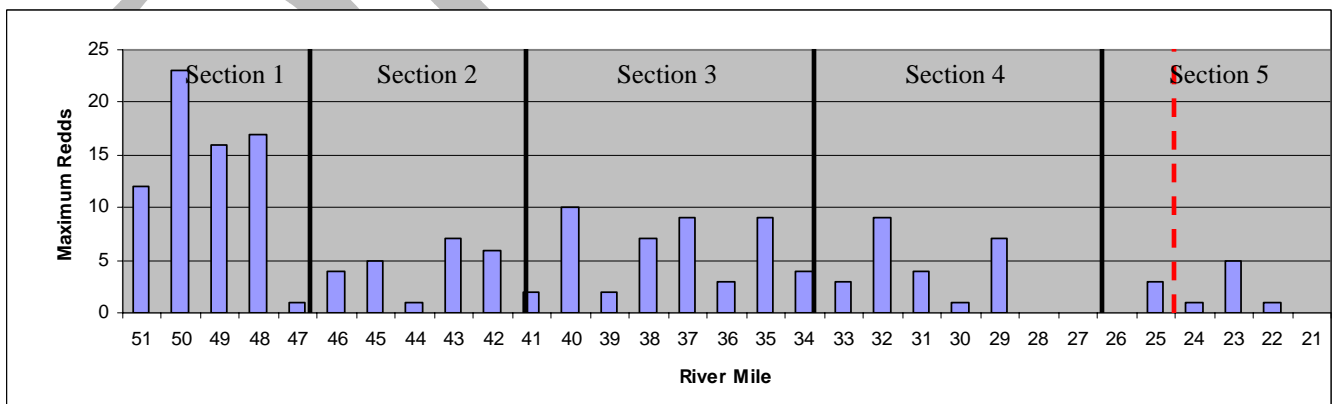 25
Section 1 Section 2 Section 3 Section 4 Section 5
20
15
10
5
0
Maximum Redds
51 50 49 48 47 46 45 44 43 42 41 40 39 38 37 36 35 34 33 32 31 30 29 28 27 26 25 24 23 22 21
River Mile